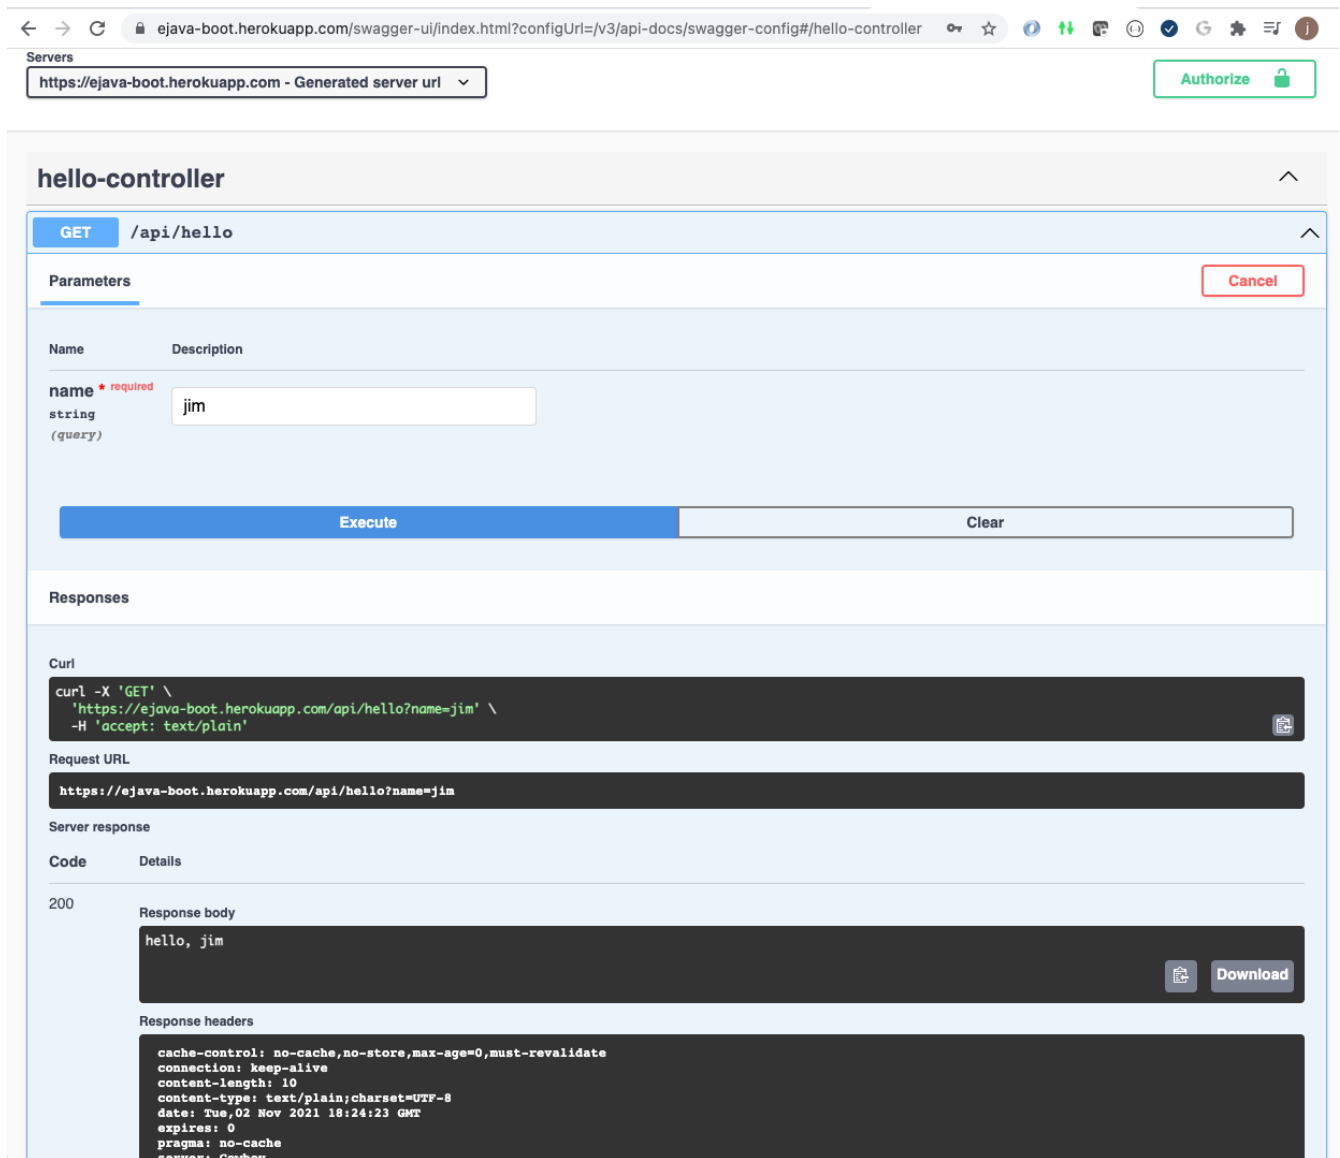 ejava-boot.herokuapp.com/swagger-ui/index.html?configUrl=/v3/api-docs/swagger-config#/hello-controller
Servers
https://ejava-boot.herokuapp.com - Generated server url
Authorize
hello-controller
GET /api/hello
Parameters
Cancel
Name Description
name * required
jim
string
(query)
Execute Clear
Responses
Curl
curl -X 'GET' \
'https://ejava-boot.herokuapp.com/api/hello?name=jim' \
-H 'accept: text/plain'
Request URL
https://ejava-boot.herokuapp.com/api/hello?name=jim
Server response
Code Details
200
Response body
hello, jim
Download
Response headers
cache-control: no-cache,no-store,max-age=0,must-revalidate
connection: keep-alive
content-length: 10
content-type: text/plain;charset=UTF-8
date: Tue,02 Nov 2021 18:24:23 GMT
expires: 0
pragma: no-cache
server: Cowboy